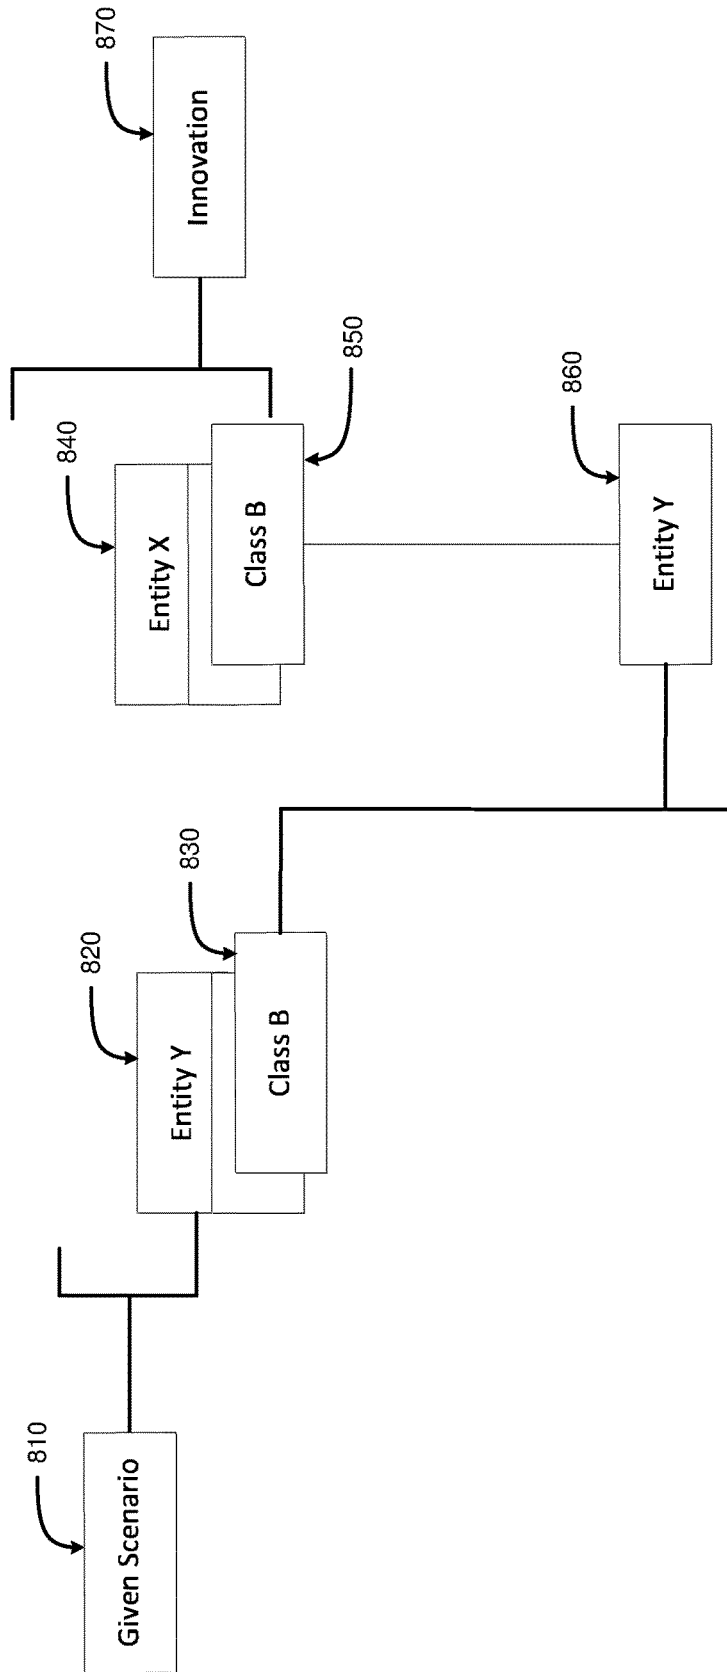 810
Given Scenario
820
Entity Y
830
Class B
840
Entity X
850
Class B
860
Entity Y
870
Innovation